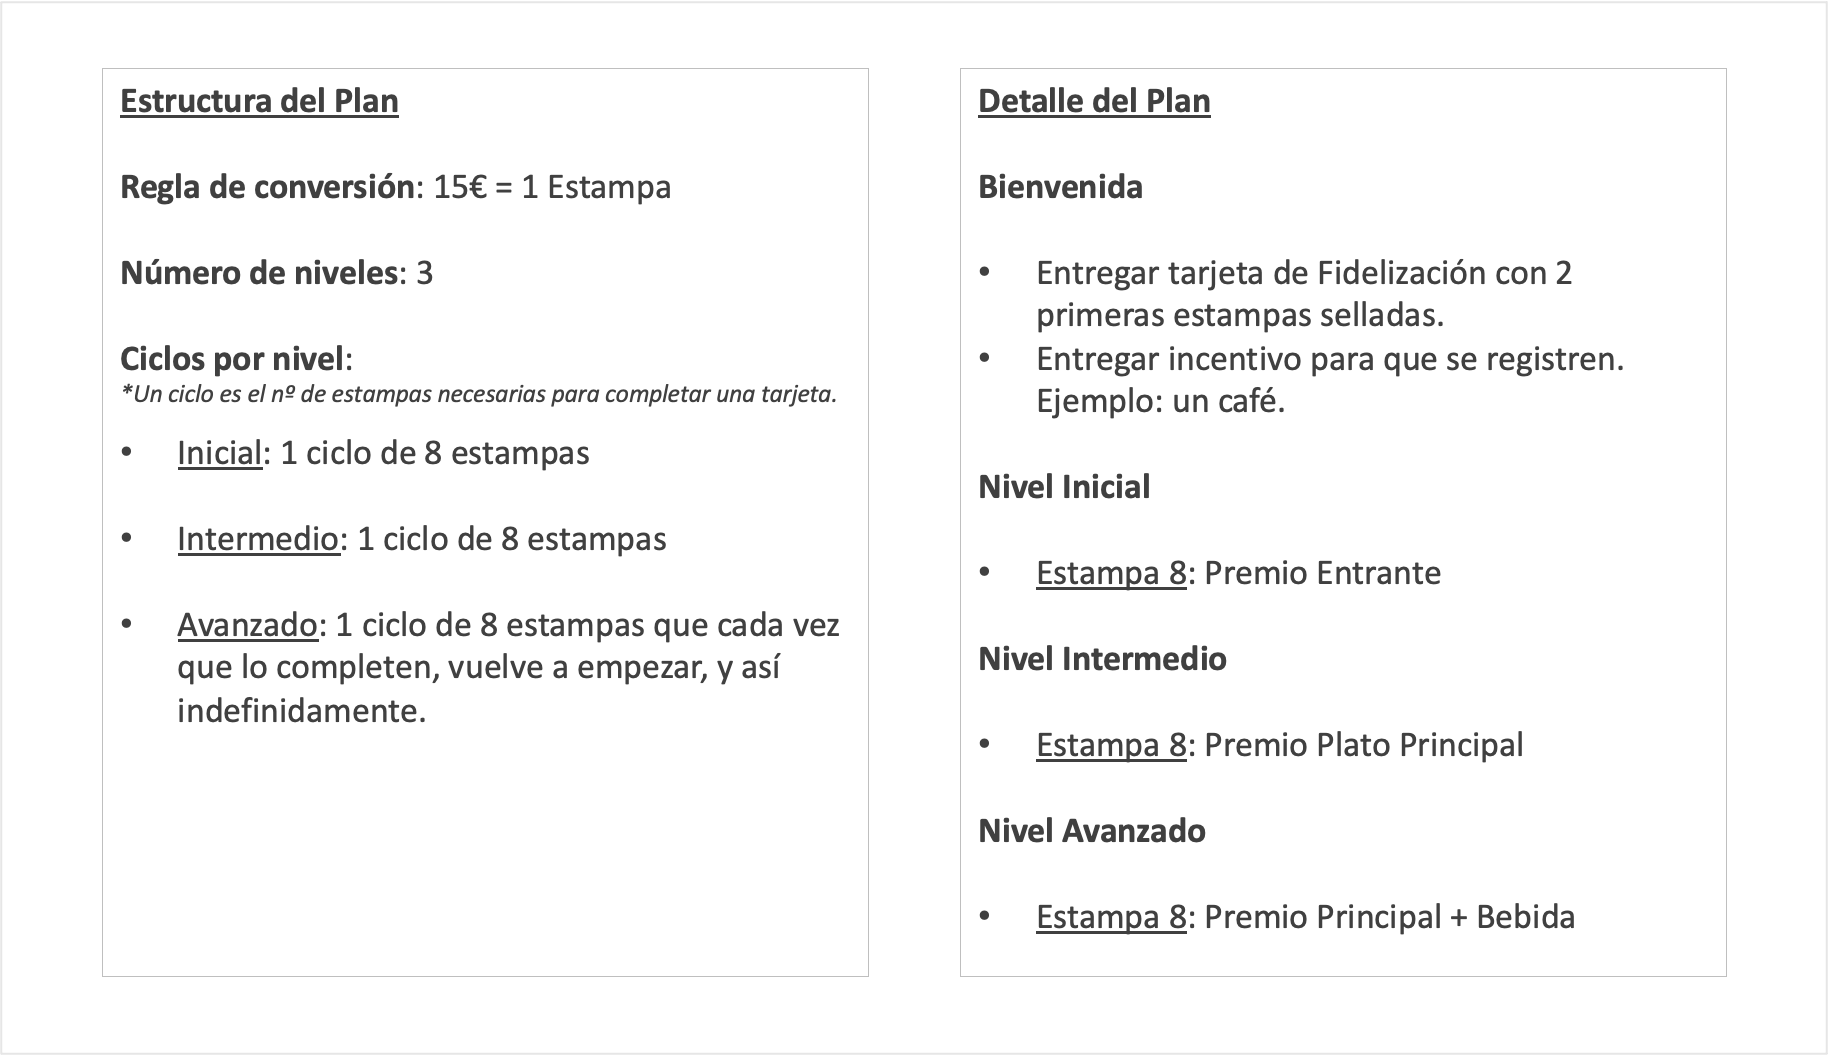 Estructura del Plan
Regla de conversión: 15€ = 1 Estampa
Número de niveles: 3
Ciclos por nivel:
*Un ciclo es el nº de estampas necesarias para completar una tarjeta.
• Inicial: 1 ciclo de 8 estampas
• Intermedio: 1 ciclo de 8 estampas
• Avanzado: 1 ciclo de 8 estampas que cada vez
que lo completen, vuelve a empezar, y así
indefinidamente.
Detalle del Plan
Bienvenida
• Entregar tarjeta de Fidelización con 2
primeras estampas selladas.
• Entregar incentivo para que se registren.
Ejemplo: un café.
Nivel Inicial
• Estampa 8: Premio Entrante
Nivel Intermedio
• Estampa 8: Premio Plato Principal
Nivel Avanzado
• Estampa 8: Premio Principal + Bebida